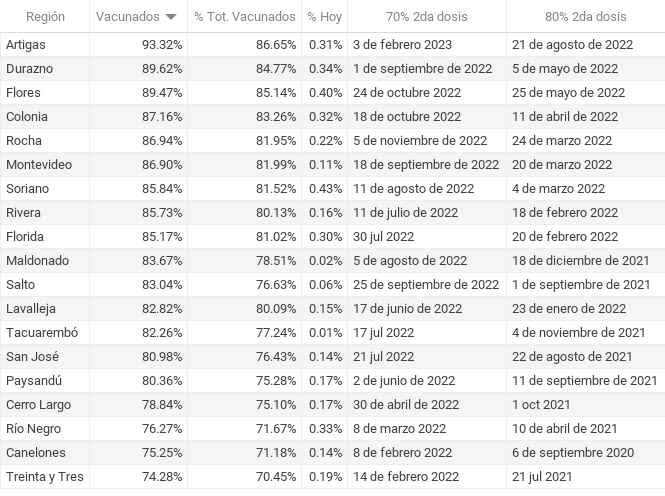 Región Vacunados % Tot. Vacunados % Hoy 70% 2da dosis 80% 2da dosis
Artigas 93.32% 86.65% 0.31% 3 de febrero 2023 21 de agosto de 2022
Durazno 89.62% 84.77% 0.34% 1 de septiembre de 2022 5 de mayo de 2022
Flores 89.47% 85.14% 0.40% 24 de octubre 2022 25 de mayo de 2022
Colonia 87.16% 83.26% 0.32% 18 de octubre 2022 11 de abril de 2022
Rocha 86.94% 81.95% 0.22% 5 de noviembre de 2022 24 de marzo 2022
Montevideo 86.90% 81.99% 0.11% 18 de septiembre de 2022 20 de marzo 2022
Soriano 85.84% 81.52% 0.43% 11 de agosto de 2022 4 de marzo 2022
Rivera 85.73% 80.13% 0.16% 11 de julio de 2022 18 de febrero 2022
Florida 85.17% 81.02% 0.30% 30 jul 2022 20 de febrero de 2022
Maldonado 83.67% 78.51% 0.02% 5 de agosto de 2022 18 de diciembre de 2021
Salto 83.04% 76.63% 0.06% 25 de septiembre de 2022 1 de septiembre de 2021
Lavalleja 82.82% 80.09% 0.15% 17 de junio de 2022 23 de enero de 2022
Tacuarembó 82.26% 77.24% 0.01% 17 jul 2022 4 de noviembre de 2021
San José 80.98% 76.43% 0.14% 21 jul 2022 22 de agosto de 2021
Paysandú 80.36% 75.28% 0.17% 2 de junio de 2022 11 de septiembre de 2021
Cerro Largo 78.84% 75.10% 0.17% 30 de abril de 2022 1 oct 2021
Río Negro 76.27% 71.67% 0.33% 8 de marzo de 2022 10 de abril de 2021
Canelones 75.25% 71.18% 0.14% 8 de febrero de 2022 6 de septiembre 2020
Treinta y Tres 74.28% 70.45% 0.19% 14 de febrero de 2022 21 jul 2021